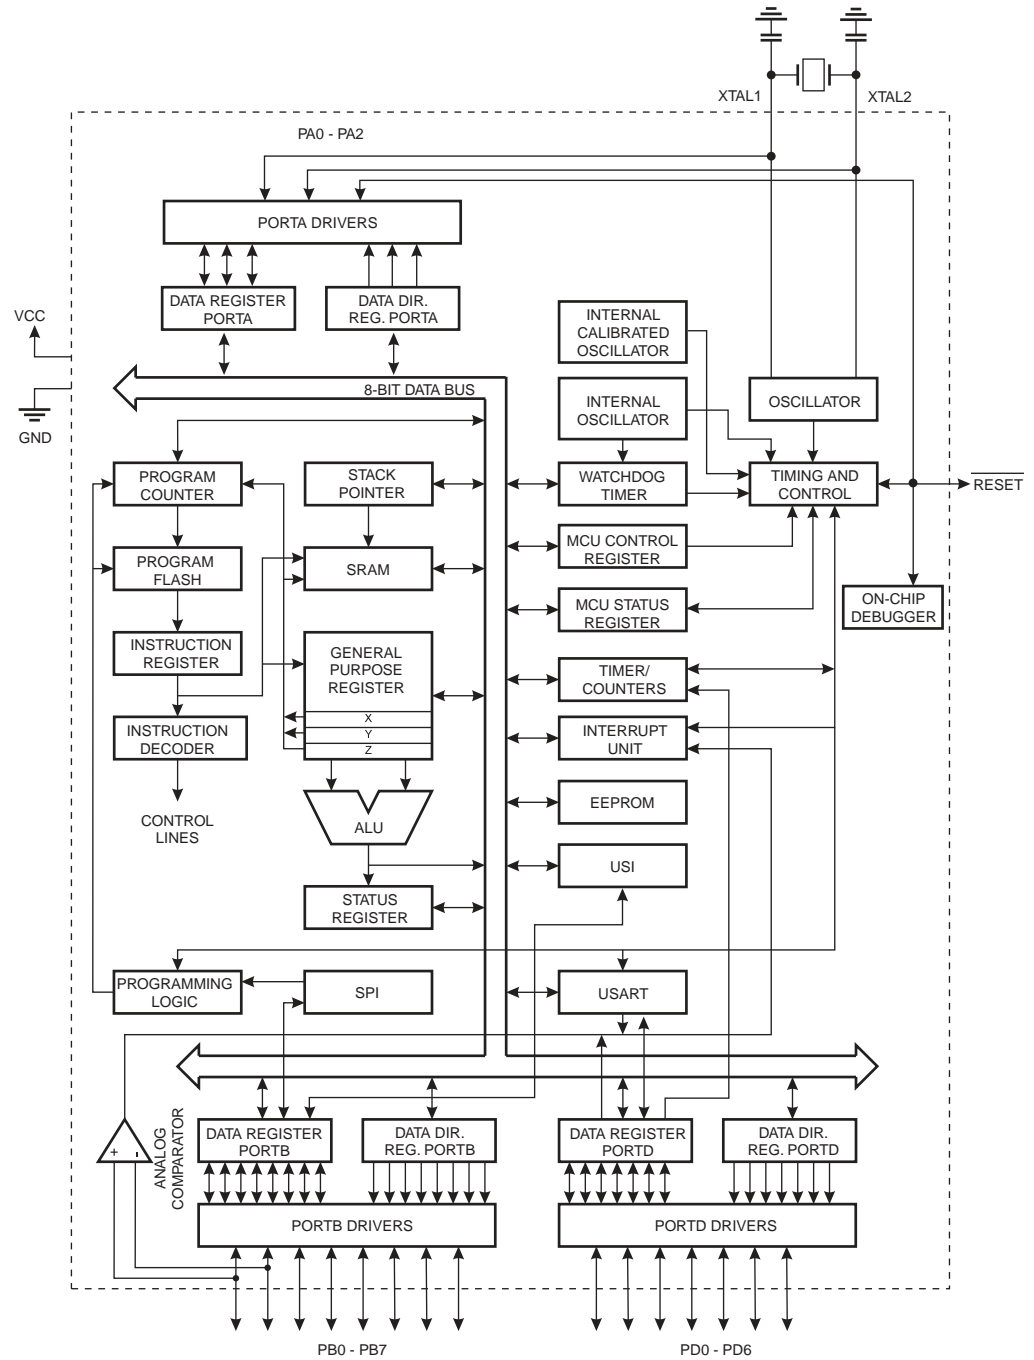 XTAL1
XTAL2
PA0 - PA2
PORTA DRIVERS
DATA REGISTER
PORTA
DATA DIR.
REG. PORTA
VCC
GND
8-BIT DATA BUS
INTERNAL
CALIBRATED
OSCILLATOR
INTERNAL
OSCILLATOR
OSCILLATOR
PROGRAM
COUNTER
STACK
POINTER
WATCHDOG
TIMER
TIMING AND
CONTROL
RESET
PROGRAM
FLASH
SRAM
MCU CONTROL
REGISTER
MCU STATUS
REGISTER
ON-CHIP
DEBUGGER
INSTRUCTION
REGISTER
GENERAL
PURPOSE
REGISTER
X
Y
Z
TIMER/
COUNTERS
INSTRUCTION
DECODER
INTERRUPT
UNIT
CONTROL
LINES
ALU
EEPROM
USI
STATUS
REGISTER
PROGRAMMING
LOGIC
SPI
USART
+
-
ANALOG
COMPARATOR
DATA REGISTER
PORTB
DATA DIR.
REG. PORTB
DATA REGISTER
PORTD
DATA DIR.
REG. PORTD
PORTB DRIVERS
PORTD DRIVERS
PB0 - PB7
PD0 - PD6